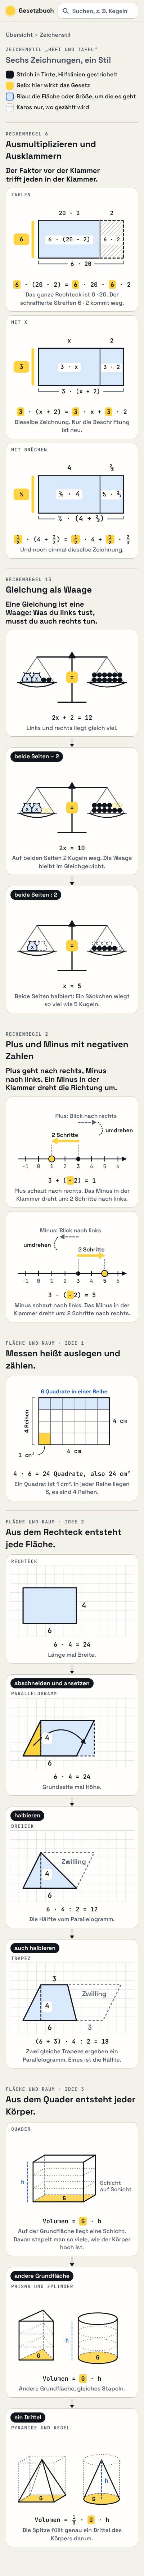 Gesetzbuch
Suchen, z. B. Kegeln
Übersicht › Zeichenstil
ZEICHENSTIL „HEFT UND TAFEL“
Sechs Zeichnungen, ein Stil
Strich in Tinte, Hilfslinien gestrichelt
Gelb: hier wirkt das Gesetz
Blau: die Fläche oder Größe, um die es geht
Karos nur, wo gezählt wird
RECHENREGEL 6
Ausmultiplizieren und
Ausklammern
Der Faktor vor der Klammer
trifft jeden in der Klammer.
ZAHLEN
20 - 2
2
6
6 · (20 - 2)
6 · 2
6 · 20
6 · (20 - 2) = 6 · 20 - 6 · 2
Das ganze Rechteck ist 6 · 20. Der
schraffierte Streifen 6 · 2 kommt weg.
MIT X
x
2
3
3 · x
3 · 2
3 · (x + 2)
3 · (x + 2) = 3 · x + 3 · 2
Dieselbe Zeichnung. Nur die Beschriftung
ist neu.
MIT BRÜCHEN
4
⅔
½
½ · 4
½ · ⅔
½ · (4 + ⅔)
½ · (4 + ⅔) = ½ · 4 + ½ · ⅔
Und noch einmal dieselbe Zeichnung.
RECHENREGEL 13
Gleichung als Waage
Eine Gleichung ist eine
Waage: Was du links tust,
musst du auch rechts tun.
x x
=
2x + 2 = 12
Links und rechts liegt gleich viel.
beide Seiten − 2
x x
=
2x = 10
Auf beiden Seiten 2 Kugeln weg. Die Waage
bleibt im Gleichgewicht.
beide Seiten : 2
x
=
x = 5
Beide Seiten halbiert: Ein Säckchen wiegt
so viel wie 5 Kugeln.
RECHENREGEL 2
Plus und Minus mit negativen
Zahlen
Plus geht nach rechts, Minus
nach links. Ein Minus in der
Klammer dreht die Richtung um.
Plus: Blick nach rechts
umdrehen
2 Schritte
-1 0 1 2 3 4 5 6
3 + (-2) = 1
Plus schaut nach rechts. Das Minus in der
Klammer dreht um: 2 Schritte nach links.
Minus: Blick nach links
umdrehen
2 Schritte
-1 0 1 2 3 4 5 6
3 - (-2) = 5
Minus schaut nach links. Das Minus in der
Klammer dreht um: 2 Schritte nach rechts.
FLÄCHE UND RAUM · IDEE 1
Messen heißt auslegen und
zählen.
6 Quadrate in einer Reihe
4 Reihen
4 cm
1 cm²
6 cm
4 · 6 = 24 Quadrate, also 24 cm²
Ein Quadrat ist 1 cm². In jeder Reihe liegen
6, es sind 4 Reihen.
FLÄCHE UND RAUM · IDEE 2
Aus dem Rechteck entsteht
jede Fläche.
RECHTECK
4
6
6 · 4 = 24
Länge mal Breite.
abschneiden und ansetzen
PARALLELOGRAMM
4
6
6 · 4 = 24
Grundseite mal Höhe.
halbieren
DREIECK
Zwilling
4
6
6 · 4 : 2 = 12
Die Hälfte vom Parallelogramm.
auch halbieren
TRAPEZ
3
Zwilling
4
6
3
(6 + 3) · 4 : 2 = 18
Zwei gleiche Trapeze ergeben ein
Parallelogramm. Eines ist die Hälfte.
FLÄCHE UND RAUM · IDEE 3
Aus dem Quader entsteht jeder
Körper.
QUADER
h
Schicht
auf Schicht
G
Volumen = G · h
Auf der Grundfläche liegt eine Schicht.
Davon stapelt man so viele, wie der Körper
hoch ist.
andere Grundfläche
PRISMA UND ZYLINDER
h
G
G
Volumen = G · h
Andere Grundfläche, gleiches Stapeln.
ein Drittel
PYRAMIDE UND KEGEL
h
G
G
Volumen = ⅓ · G · h
Die Spitze füllt genau ein Drittel des
Körpers darum.